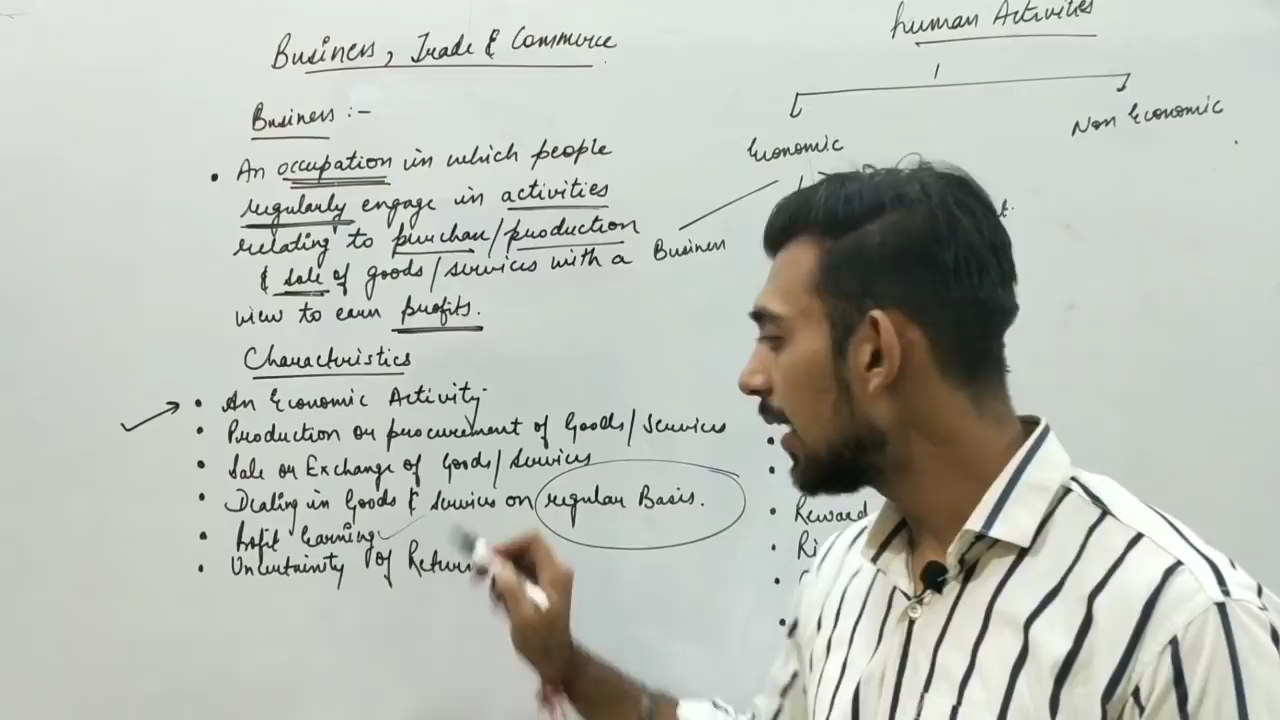 Business, Trade & Commerce
Business :-
• An occupation in which people
regularly engage in activities
relating to purchase/production
& sale of goods/services with a
view to earn profits.
Characteristics
• An Economic Activity
• Production or procurement of Goods/Services
• Sale or Exchange of Goods/Services
• Dealing in Goods & Services on regular Basis.
• Profit Earning
• Uncertainity of Return
human Activities
Economic
Non Economic
Business
• Reward